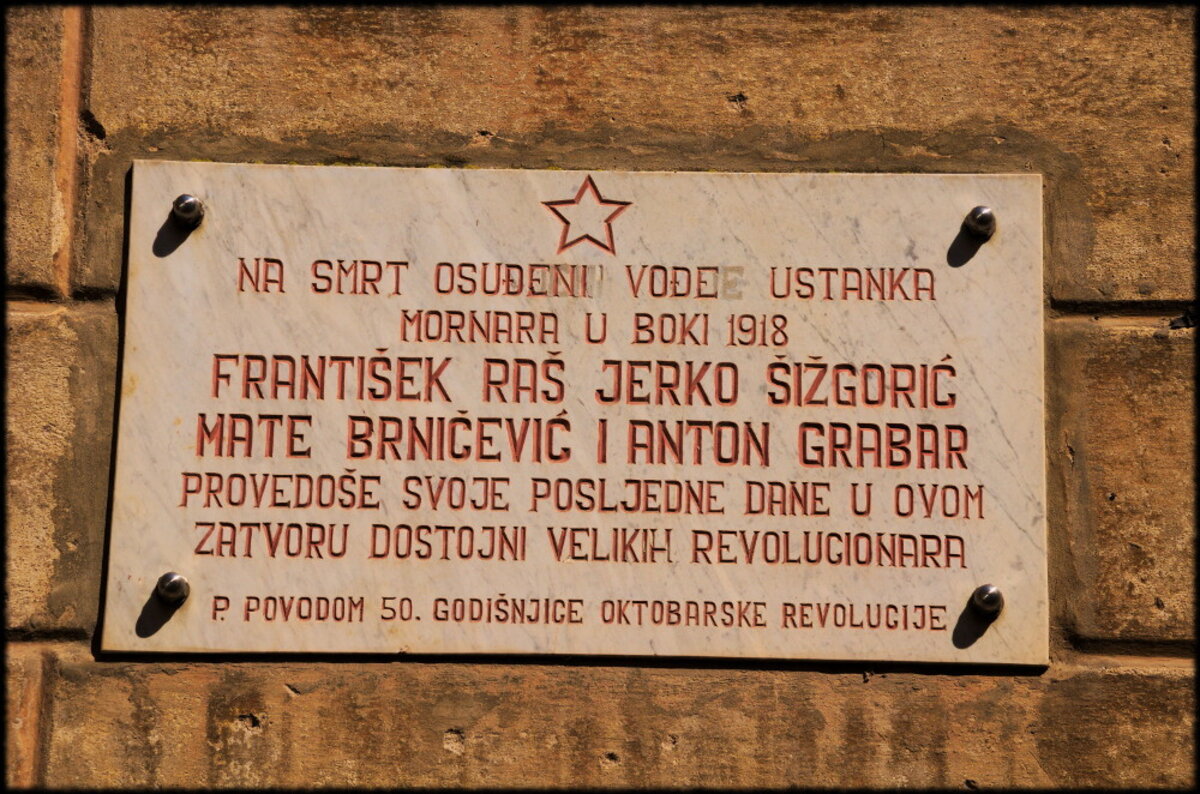 NA SMRT OSUĐENI VOĐE USTANKA
MORNARA U BOKI 1918
FRANTIŠEK RAŠ JERKO ŠIŽGORIĆ
MATE BRNIČEVIĆ I ANTON GRABAR
PROVEDOŠE SVOJE POSLJEDNE DANE U OVOM
ZATVORU DOSTOJNI VELIKIH REVOLUCIONARA
P. POVODOM 50. GODIŠNJICE OKTOBARSKE REVOLUCIJE